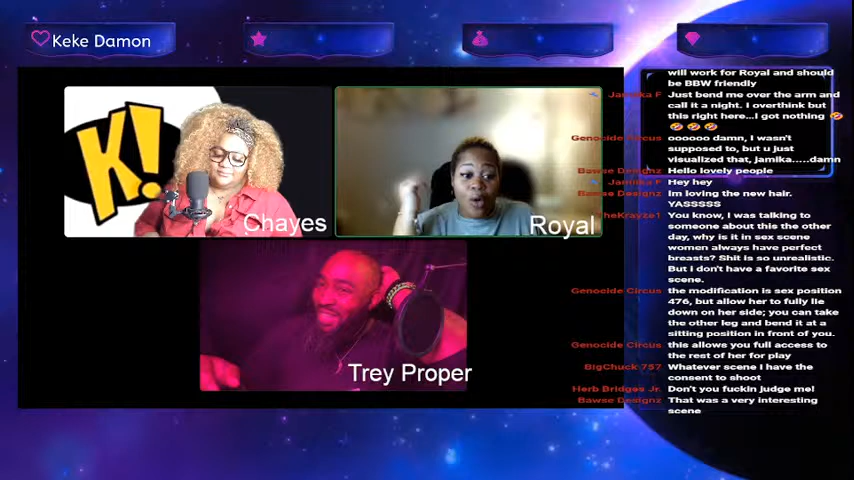 Keke Damon
K!
Chayes
Royal
Trey Proper
will work for Royal and should
be BBW friendly
Jamika F Just bend me over the arm and
call it a night. I overthink but
this right here...I got nothing 🤣
🤣 🤣 🤣
Genocide Circus oooooo damn, I wasn't
supposed to, but u just
visualized that, Jamika.....damn
Bawse Designz Hello lovely people
Jamika F Hey hey
Bawse Designz Im loving the new hair.
YASSSSS
TheKrayze1 You know, I was talking to
someone about this the other
day, why is it in sex scene
women always have perfect
breasts? Shit is so unrealistic.
But i don't have a favorite sex
scene.
Genocide Circus the modification is sex position
476, but allow her to fully lie
down on her side; you can take
the other leg and bend it at a
sitting position in front of you.
Genocide Circus this allows you full access to
the rest of her for play
BigChuck 757 Whatever scene I have the
consent to shoot
Herb Bridges Jr. Don't you fuckin judge me!
Bawse Designz That was a very interesting
scene